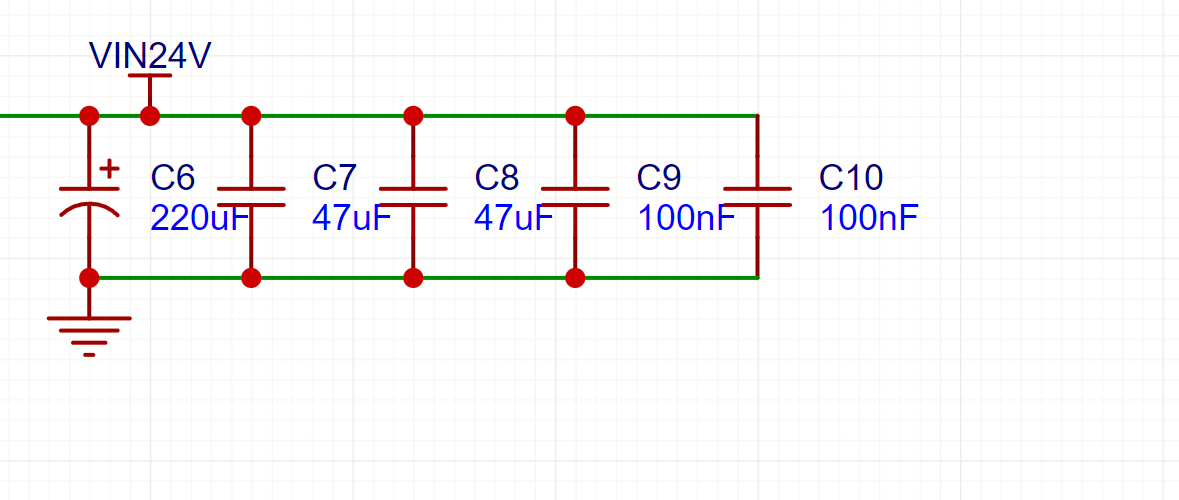 VIN24V
+
C6
220uF
C7
47uF
C8
47uF
C9
100nF
C10
100nF